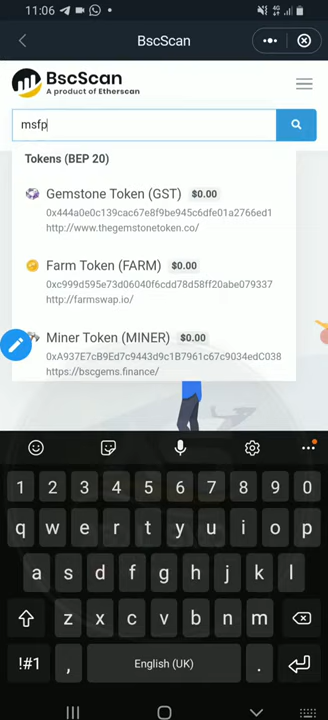 11:06
BscScan
BscScan
A product of Etherscan
msfp
Tokens (BEP 20)
Gemstone Token (GST) $0.00
0x444a0e0c139cac67e8f9be945c6dfe01a2766ed1
http://www.thegemstonetoken.co/
Farm Token (FARM) $0.00
0xc999d595e73d06040f6cdd78d58ff20abe079337
http://farmswap.io/
Miner Token (MINER) $0.00
0xA937E7cB9Ed7c9443d9c1B7961c67c9034edC038
https://bscgems.finance/
1 2 3 4 5 6 7 8 9 0
q w e r t y u i o p
a s d f g h j k l
z x c v b n m
!#1 , English (UK) .